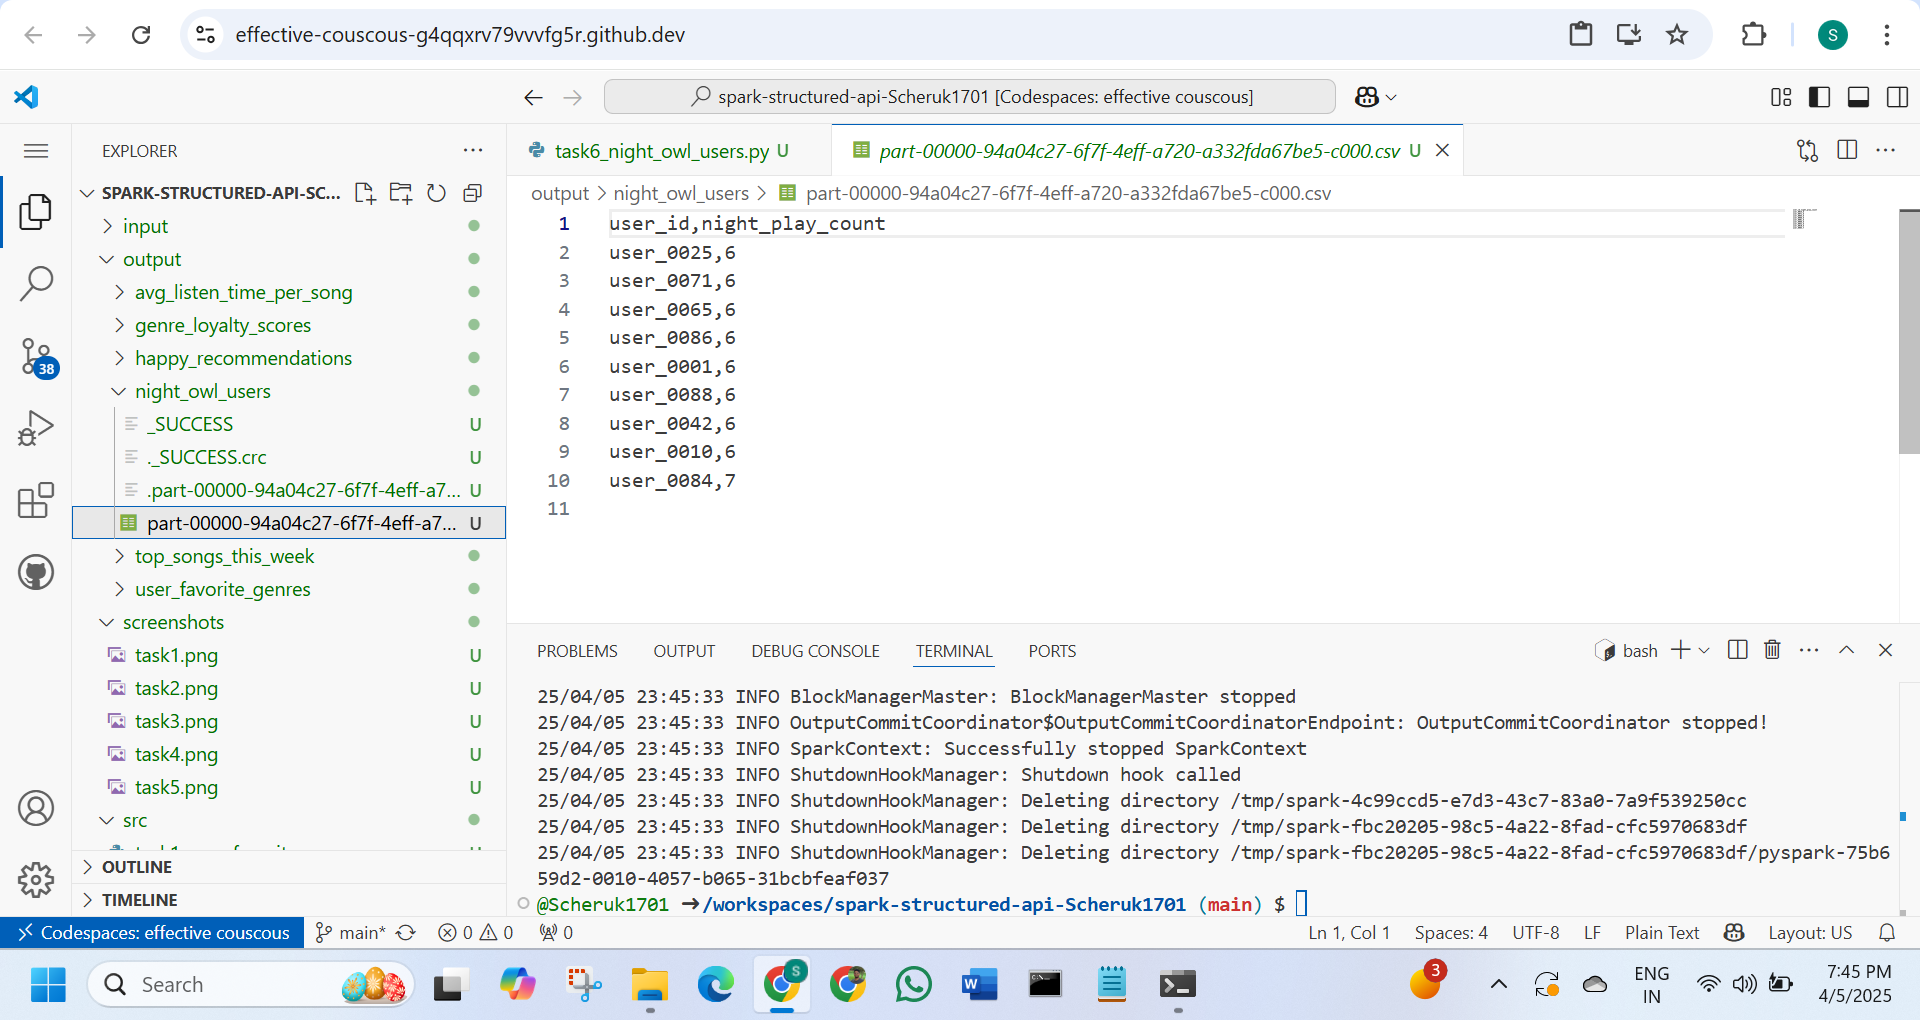 effective-couscous-g4qqxrv79vvvfg5r.github.dev
S
spark-structured-api-Scheruk1701 [Codespaces: effective couscous]
EXPLORER
SPARK-STRUCTURED-API-SC...
input
output
avg_listen_time_per_song
genre_loyalty_scores
happy_recommendations
night_owl_users
_SUCCESS U
._SUCCESS.crc U
.part-00000-94a04c27-6f7f-4eff-a7... U
part-00000-94a04c27-6f7f-4eff-a7... U
top_songs_this_week
user_favorite_genres
screenshots
task1.png U
task2.png U
task3.png U
task4.png U
task5.png U
src
OUTLINE
TIMELINE
38
task6_night_owl_users.py U
part-00000-94a04c27-6f7f-4eff-a720-a332fda67be5-c000.csv U
output > night_owl_users > part-00000-94a04c27-6f7f-4eff-a720-a332fda67be5-c000.csv
1 user_id,night_play_count
2 user_0025,6
3 user_0071,6
4 user_0065,6
5 user_0086,6
6 user_0001,6
7 user_0088,6
8 user_0042,6
9 user_0010,6
10 user_0084,7
11
PROBLEMS OUTPUT DEBUG CONSOLE TERMINAL PORTS
bash
25/04/05 23:45:33 INFO BlockManagerMaster: BlockManagerMaster stopped
25/04/05 23:45:33 INFO OutputCommitCoordinator$OutputCommitCoordinatorEndpoint: OutputCommitCoordinator stopped!
25/04/05 23:45:33 INFO SparkContext: Successfully stopped SparkContext
25/04/05 23:45:33 INFO ShutdownHookManager: Shutdown hook called
25/04/05 23:45:33 INFO ShutdownHookManager: Deleting directory /tmp/spark-4c99ccd5-e7d3-43c7-83a0-7a9f539250cc
25/04/05 23:45:33 INFO ShutdownHookManager: Deleting directory /tmp/spark-fbc20205-98c5-4a22-8fad-cfc5970683df
25/04/05 23:45:33 INFO ShutdownHookManager: Deleting directory /tmp/spark-fbc20205-98c5-4a22-8fad-cfc5970683df/pyspark-75b6
59d2-0010-4057-b065-31bcbfeaf037
@Scheruk1701 ➜/workspaces/spark-structured-api-Scheruk1701 (main) $
Codespaces: effective couscous main* 0 0 0
Ln 1, Col 1 Spaces: 4 UTF-8 LF Plain Text Layout: US
Search
S
W
3
ENG
IN
7:45 PM
4/5/2025